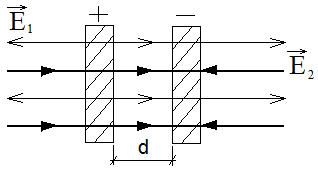 + −
E₁
E₂
d